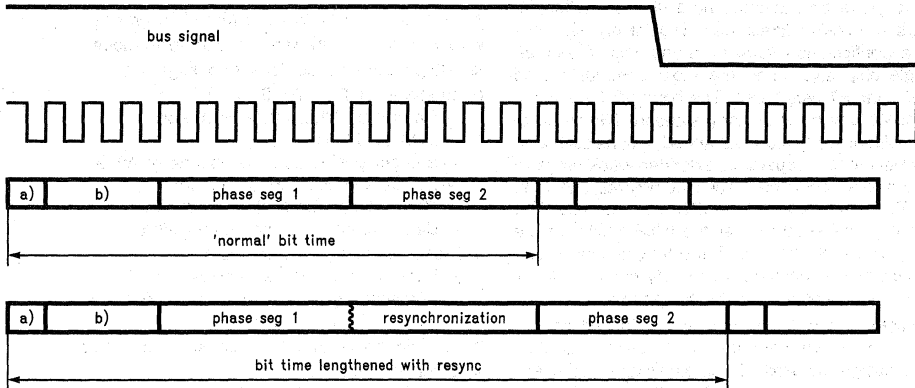 bus signal
a) b) phase seg 1 phase seg 2
'normal' bit time
a) b) phase seg 1 resynchronization phase seg 2
bit time lengthened with resync